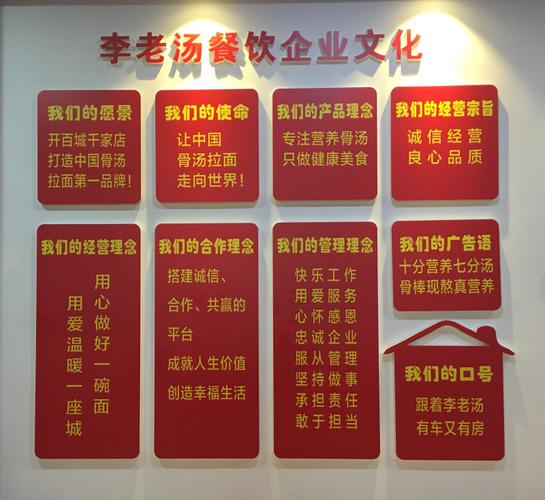 李老汤餐饮企业文化
我们的愿景
开百城千家店
打造中国骨汤
拉面第一品牌!
我们的使命
让中国
骨汤拉面
走向世界!
我们的产品理念
专注营养骨汤
只做健康美食
我们的经营宗旨
诚信经营
良心品质
我们的经营理念
用心做好一碗面
用爱温暖一座城
我们的合作理念
搭建诚信、
合作、共赢的
平台
成就人生价值
创造幸福生活
我们的管理理念
快乐工作
用爱服务
心怀感恩
忠诚企业
服从管理
坚持做事
承担责任
敢于担当
我们的广告语
十分营养七分汤
骨棒现熬真营养
我们的口号
跟着李老汤
有车又有房